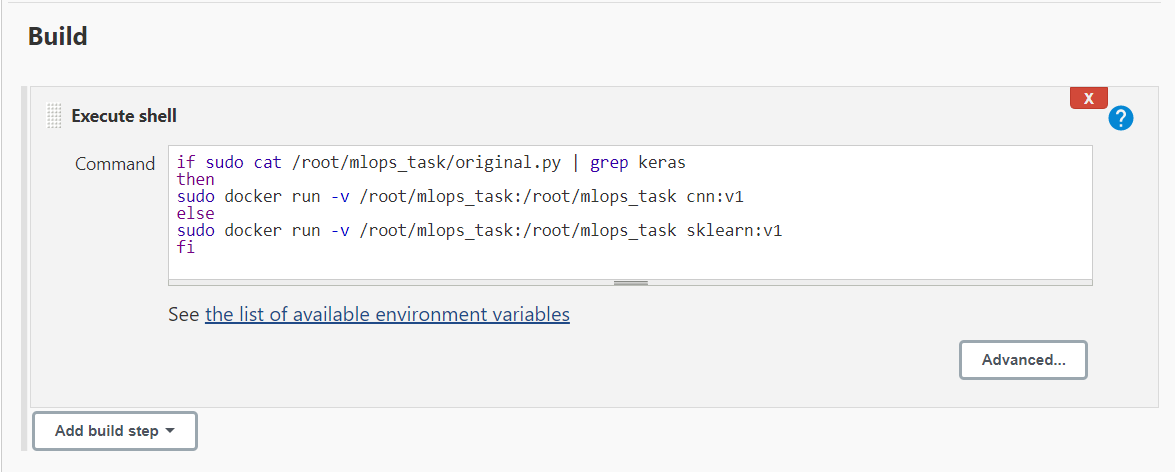 Build
Execute shell
X
?
Command
if sudo cat /root/mlops_task/original.py | grep keras
then
sudo docker run -v /root/mlops_task:/root/mlops_task cnn:v1
else
sudo docker run -v /root/mlops_task:/root/mlops_task sklearn:v1
fi
See the list of available environment variables
Advanced...
Add build step